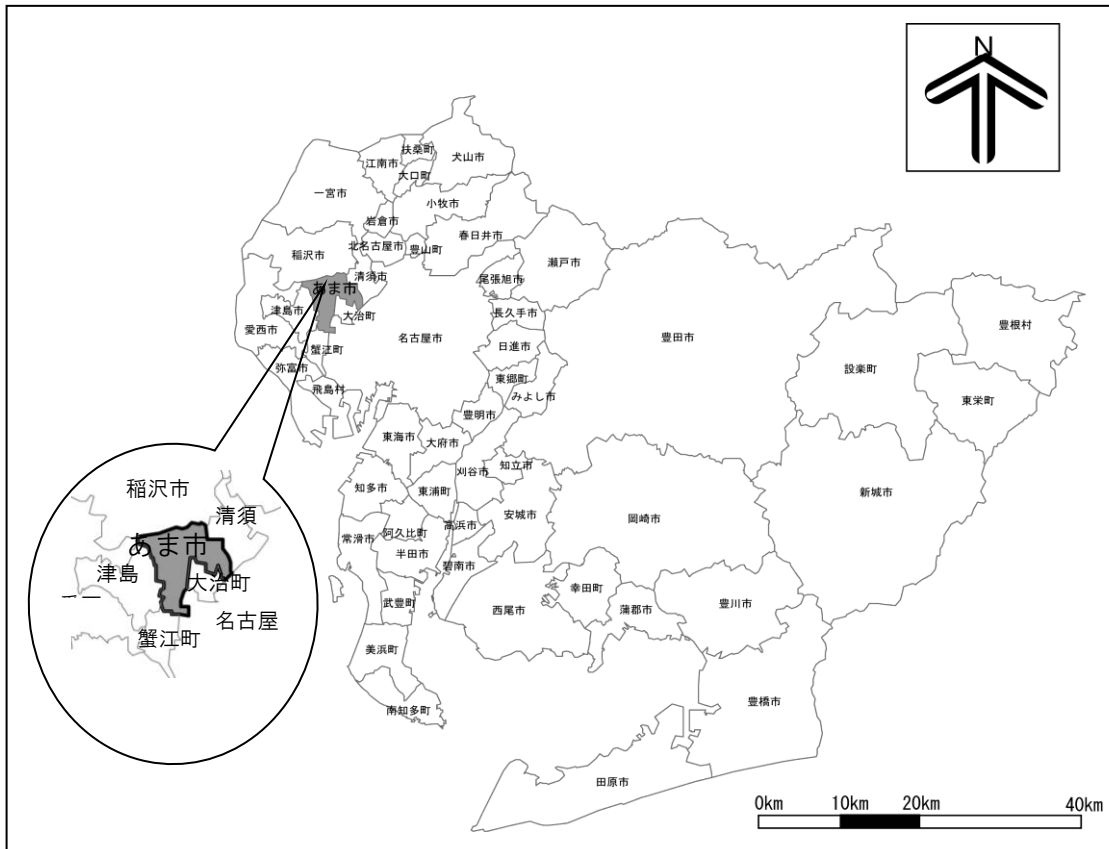 N
扶桑町
犬山市
江南市
大口町
一宮市
小牧市
岩倉市
春日井市
北名古屋市
豊山町
稲沢市
瀬戸市
清須市
尾張旭市
あま市
津島市
大治町
長久手市
愛西市
名古屋市
豊田市
豊根村
日進市
蟹江町
設楽町
弥富市
東郷町
飛島村
みよし市
東栄町
豊明市
東海市
大府市
刈谷市
知立市
知多市
東浦町
新城市
安城市
岡崎市
高浜市
阿久比町
常滑市
半田市
碧南市
幸田町
武豊町
西尾市
蒲郡市
豊川市
美浜町
豊橋市
南知多町
田原市
稲沢市
清須
あま市
津島
大治町
名古屋
蟹江町
0km 10km 20km 40km